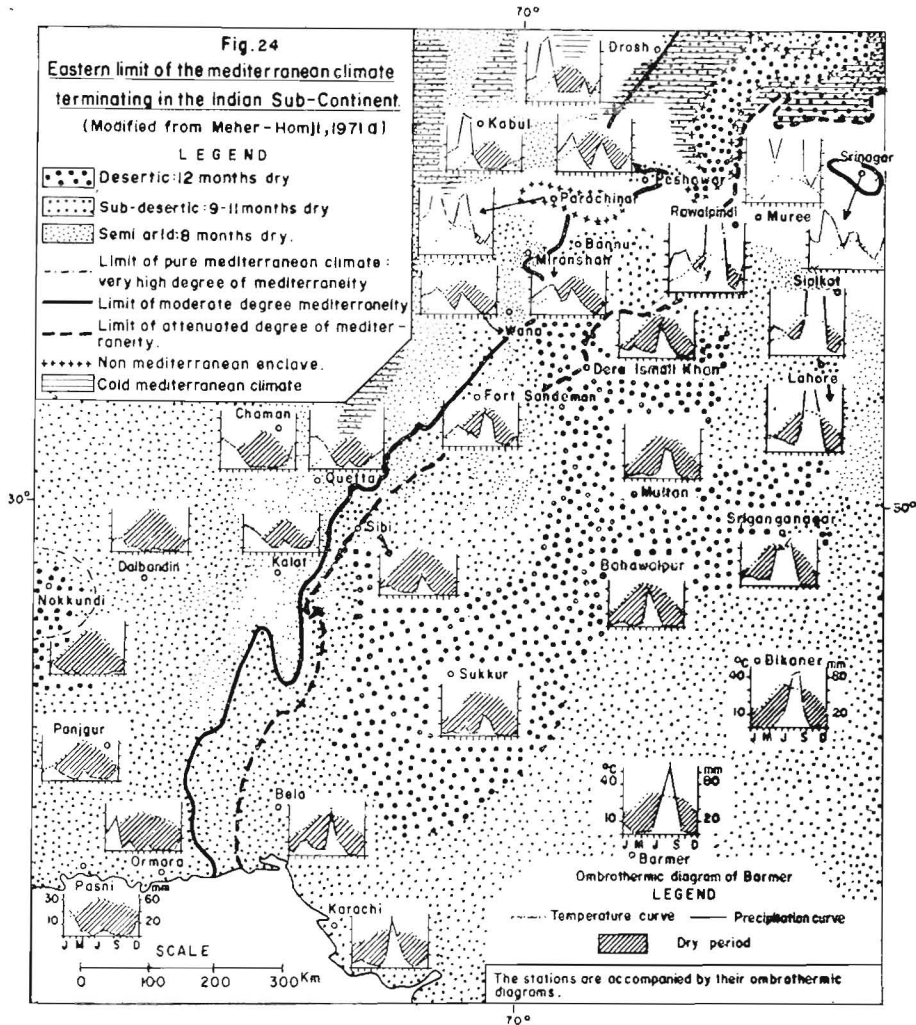 70°
Fig. 24
Eastern limit of the mediterranean climate
terminating in the Indian Sub-Continent.
(Modified from Meher-Homji, 1971 a)
LEGEND
Desertic: 12 months dry
Sub-desertic: 9-11 months dry
Semi arid: 8 months dry.
Limit of pure mediterranean climate:
very high degree of mediterraneity
Limit of moderate degree mediterraneity
Limit of attenuated degree of mediter-
raneity.
Non mediterranean enclave.
Cold mediterranean climate
Drosh
Kabul
Peshawar
Srinagar
Parachinar
Rawalpindi
Muree
Bannu
Miranshah
Sialkot
Wana
Dera Ismail Khan
Lahore
Fort Sandeman
Chaman
Quetta
Multan
30°
30°
Sibi
Sriganganagar
Dalbandin
Kalat
Bahawalpur
Nokkundi
Sukkur
°C Bikaner mm
40 80
10 20
J M J S D
Panjgur
°C mm
40 80
10 20
J M J S D
Barmer
Bela
Ormara
Pasni mm
30 60
10 20
J M J S D
Karachi
Ombrothermic diagram of Barmer
LEGEND
Temperature curve Precipitation curve
Dry period
SCALE
0 100 200 300 Km
The stations are accompanied by their ombrothermic
diagrams.
70°